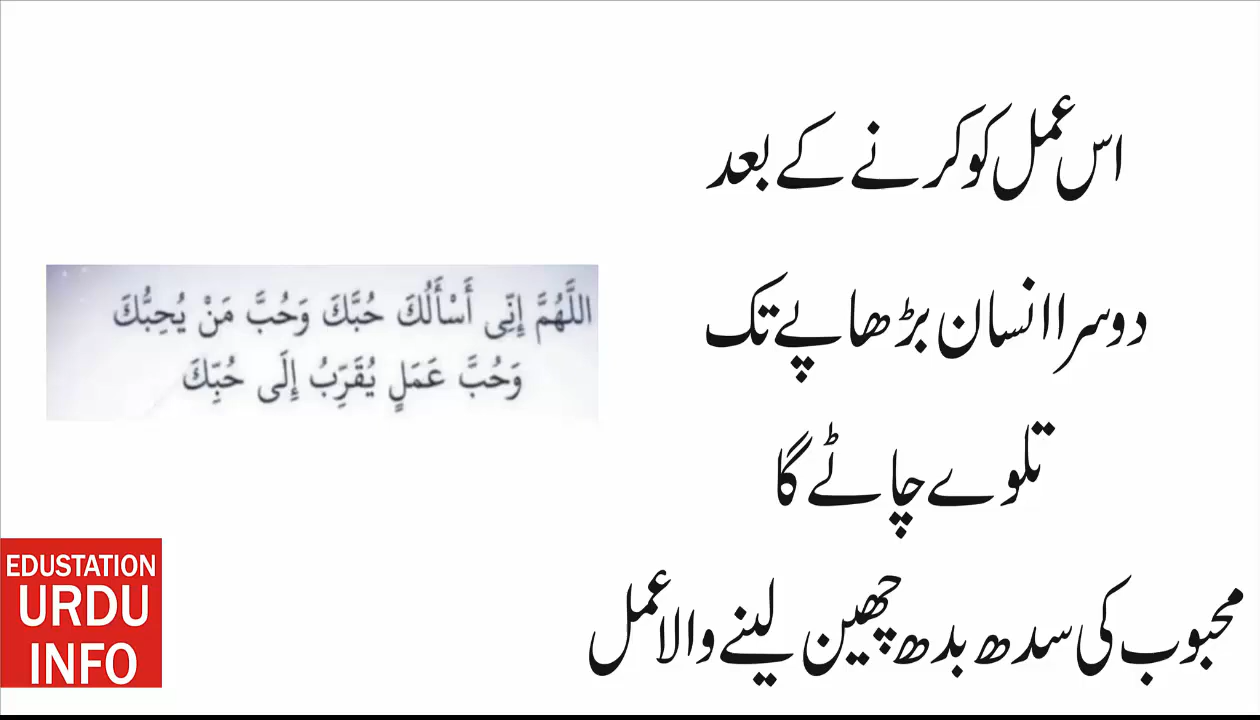 اس عمل کو کرنے کے بعد
دوسرا انسان بڑھاپے تک
تلوے چاٹے گا
محبوب کی سدھ بدھ چھین لینے والا عمل
اللَّهُمَّ إِنِّى أَسْأَلُكَ حُبَّكَ وَحُبَّ مَنْ يُحِبُّكَ
وَحُبَّ عَمَلٍ يُقَرِّبُ إِلَى حُبِّكَ
EDUSTATION
URDU
INFO